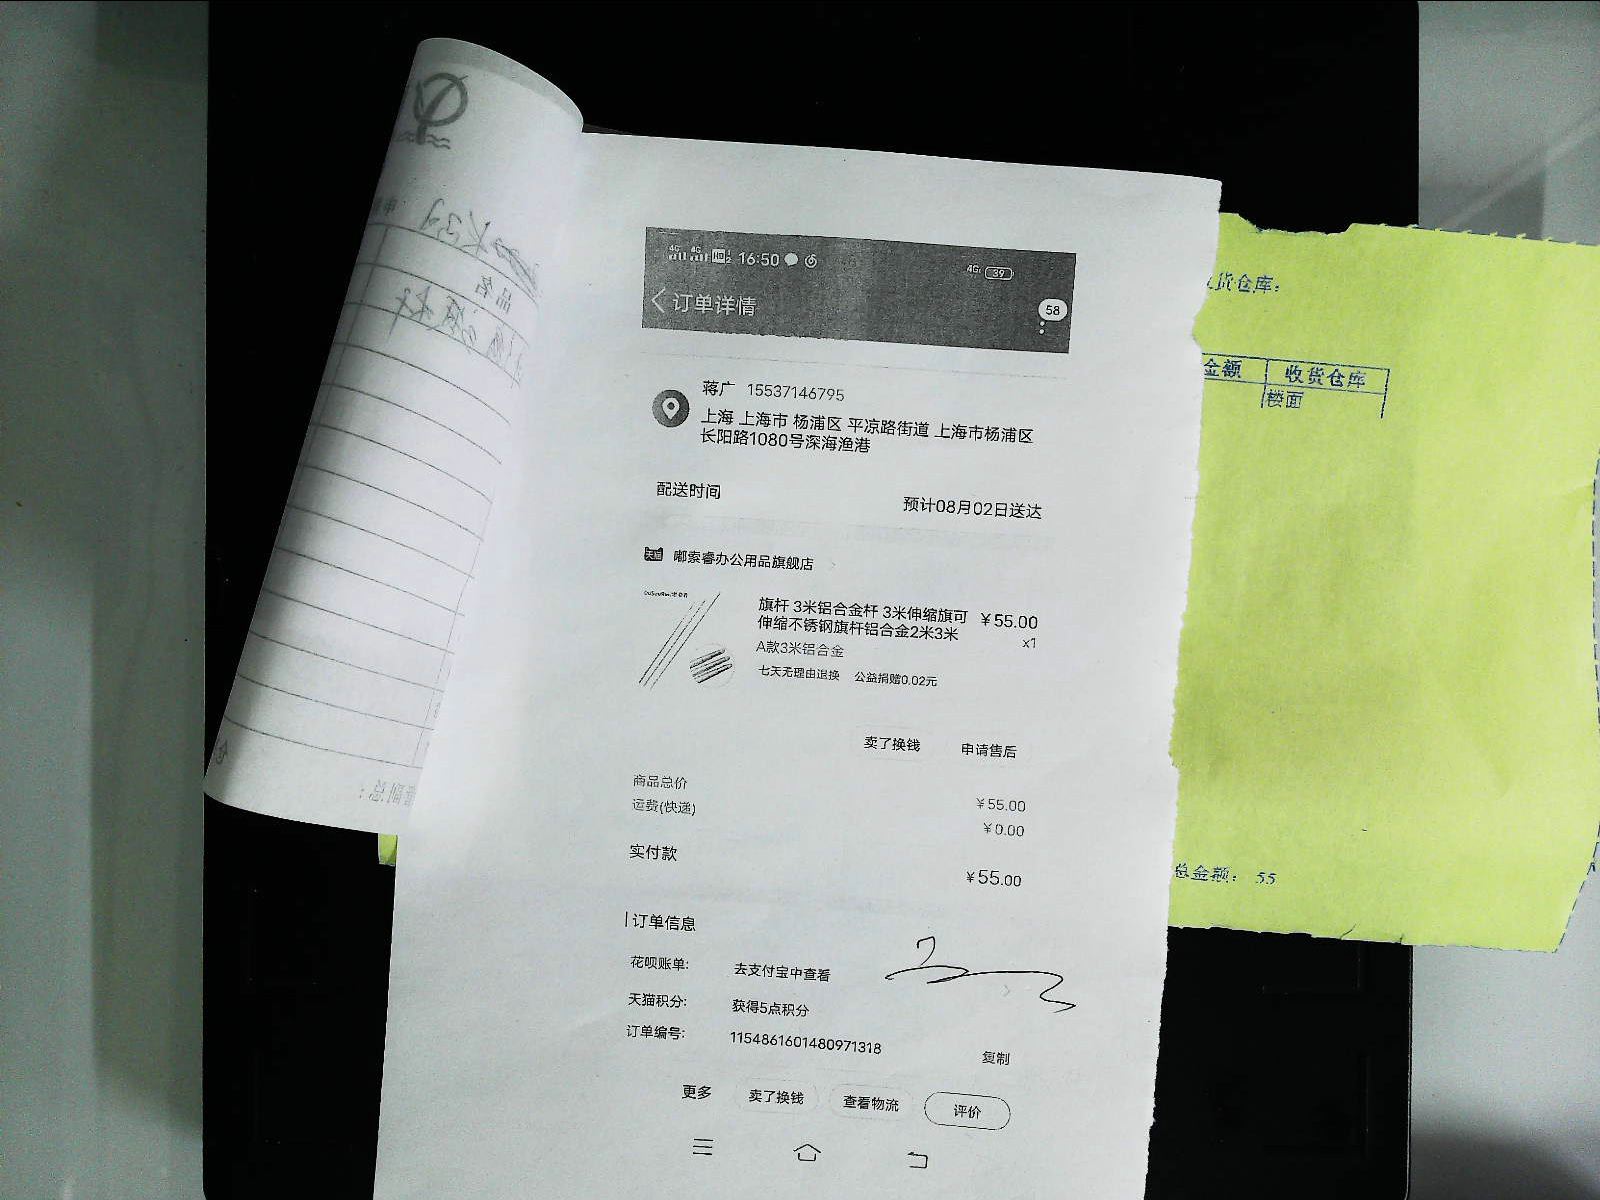 16:50
4G 39
订单详情
58
蒋广 15537146795
上海 上海市 杨浦区 平凉路街道 上海市杨浦区
长阳路1080号深海渔港
配送时间 预计08月02日送达
天猫 嘟索睿办公用品旗舰店
旗杆 3米铝合金杆 3米伸缩旗可 ￥55.00
伸缩不锈钢旗杆铝合金2米3米 x1
A款3米铝合金
七天无理由退换 公益捐赠0.02元
卖了换钱 申请售后
商品总价 ￥55.00
运费(快递) ￥0.00
实付款 ￥55.00
订单信息
花呗账单: 去支付宝中查看
天猫积分: 获得5点积分
订单编号: 1154861601480971318 复制
更多 卖了换钱 查看物流 评价
货仓库:
金额 收货仓库
楼面
总金额: 55
品名
副总: